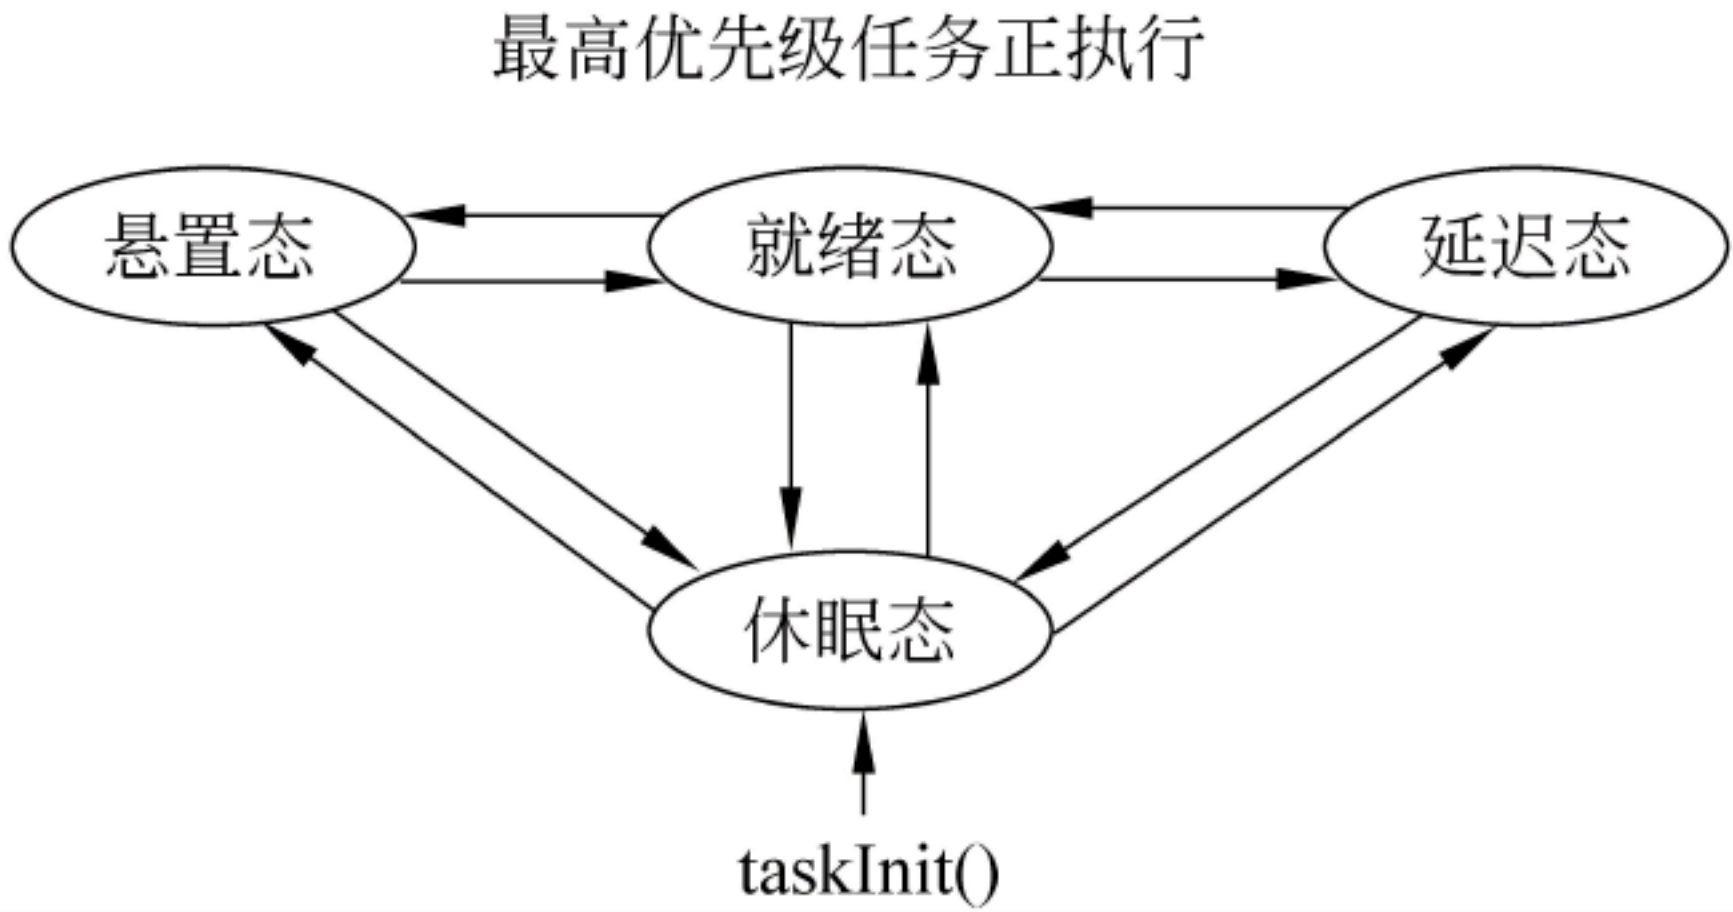 最高优先级任务正执行
悬置态
就绪态
延迟态
休眠态
taskInit()